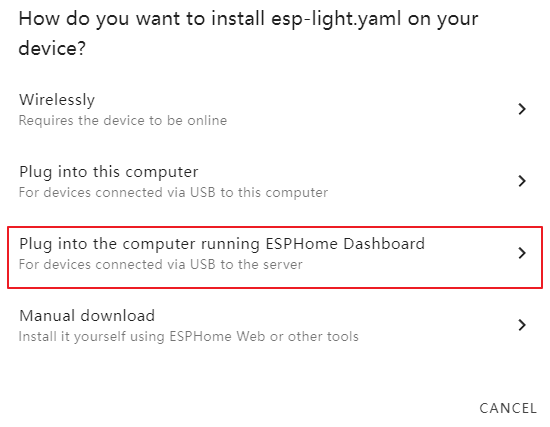 How do you want to install esp-light.yaml on your
device?
Wirelessly
Requires the device to be online
Plug into this computer
For devices connected via USB to this computer
Plug into the computer running ESPHome Dashboard
For devices connected via USB to the server
Manual download
Install it yourself using ESPHome Web or other tools
CANCEL